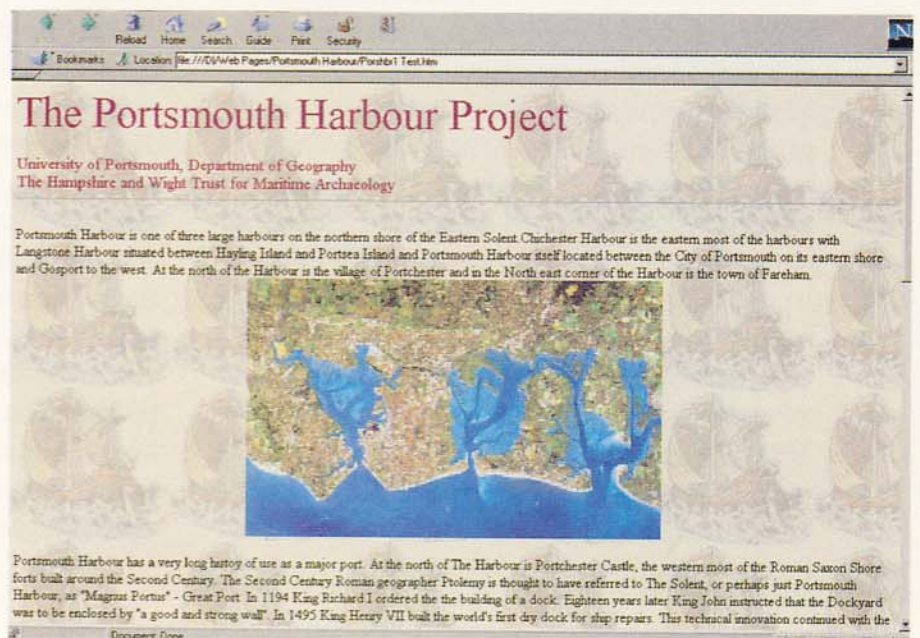 Reload Home Search Guide Print Security
N
Bookmarks Location file:///D|/Web Pages/Portsmouth Harbour/Porshbr1 Test.htm
The Portsmouth Harbour Project
University of Portsmouth, Department of Geography
The Hampshire and Wight Trust for Maritime Archaeology
Portsmouth Harbour is one of three large harbours on the northern shore of the Eastern Solent.Chichester Harbour is the eastern most of the harbours with
Langstone Harbour situated between Hayling Island and Portsea Island and Portsmouth Harbour itself located between the City of Portsmouth on its eastern shore
and Gosport to the west. At the north of the Harbour is the village of Portchester and in the North east corner of the Harbour is the town of Fareham.
Portsmouth Harbour has a very long history of use as a major port. At the north of The Harbour is Portchester Castle, the western most of the Roman Saxon Shore
forts built around the Second Century. The Second Century Roman geographer Ptolemy is thought to have referred to The Solent, or perhaps just Portsmouth
Harbour, as "Magnus Portus" - Great Port. In 1194 King Richard I ordered the the building of a dock. Eighteen years later King John instructed that the Dockyard
was to be enclosed by "a good and strong wall". In 1495 King Henry VII built the world's first dry dock for ship repairs. This technical innovation continued with the
Document Done